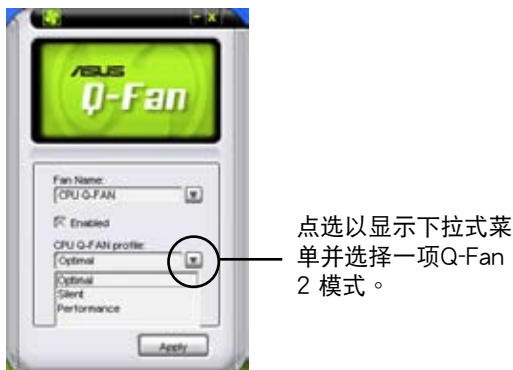 ASUS
Q-Fan
Fan Name:
CPU Q-FAN
Enabled
CPU Q-FAN profile:
Optimal
Optimal
Silent
Performance
Apply
点选以显示下拉式菜
单并选择一项Q-Fan
2 模式。